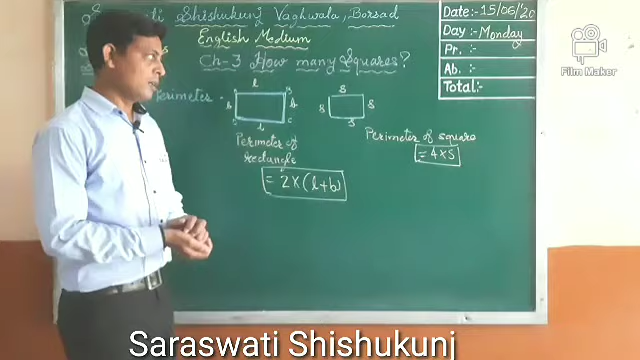 Shishukunj Vaghwala, Borsad
English Medium
Ch-3 How many Squares?
Date:-15/06/20
Day :- Monday
Pr. :-
Ab. :-
Total:-
Perimeter
l
b
b
l
C
S
S
S
S
Perimeter of
rectangle
= 2×(l+b)
Perimeter of square
= 4×S
Film Maker
Saraswati Shishukunj